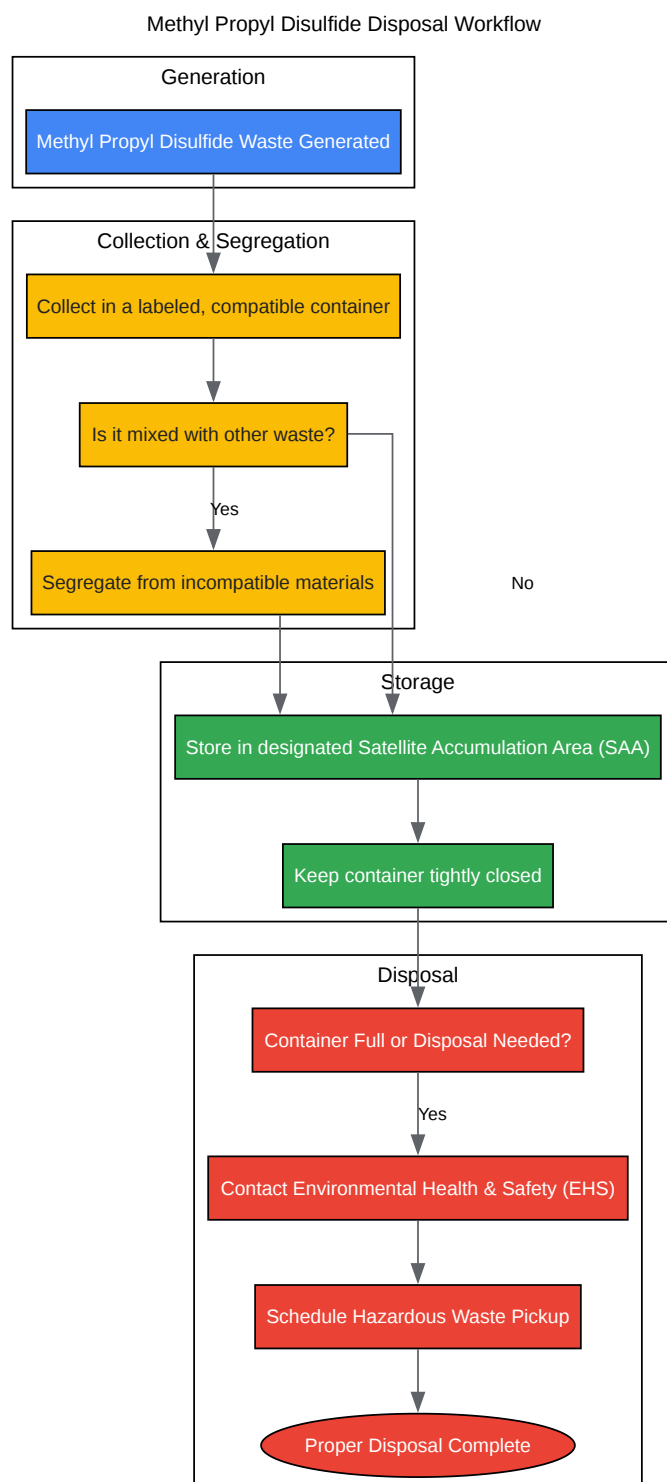 Methyl Propyl Disulfide Disposal Workflow
Generation
Methyl Propyl Disulfide Waste Generated
Collection & Segregation
Collect in a labeled, compatible container
Is it mixed with other waste?
Yes
Segregate from incompatible materials
No
Storage
Store in designated Satellite Accumulation Area (SAA)
Keep container tightly closed
Disposal
Container Full or Disposal Needed?
Yes
Contact Environmental Health & Safety (EHS)
Schedule Hazardous Waste Pickup
Proper Disposal Complete